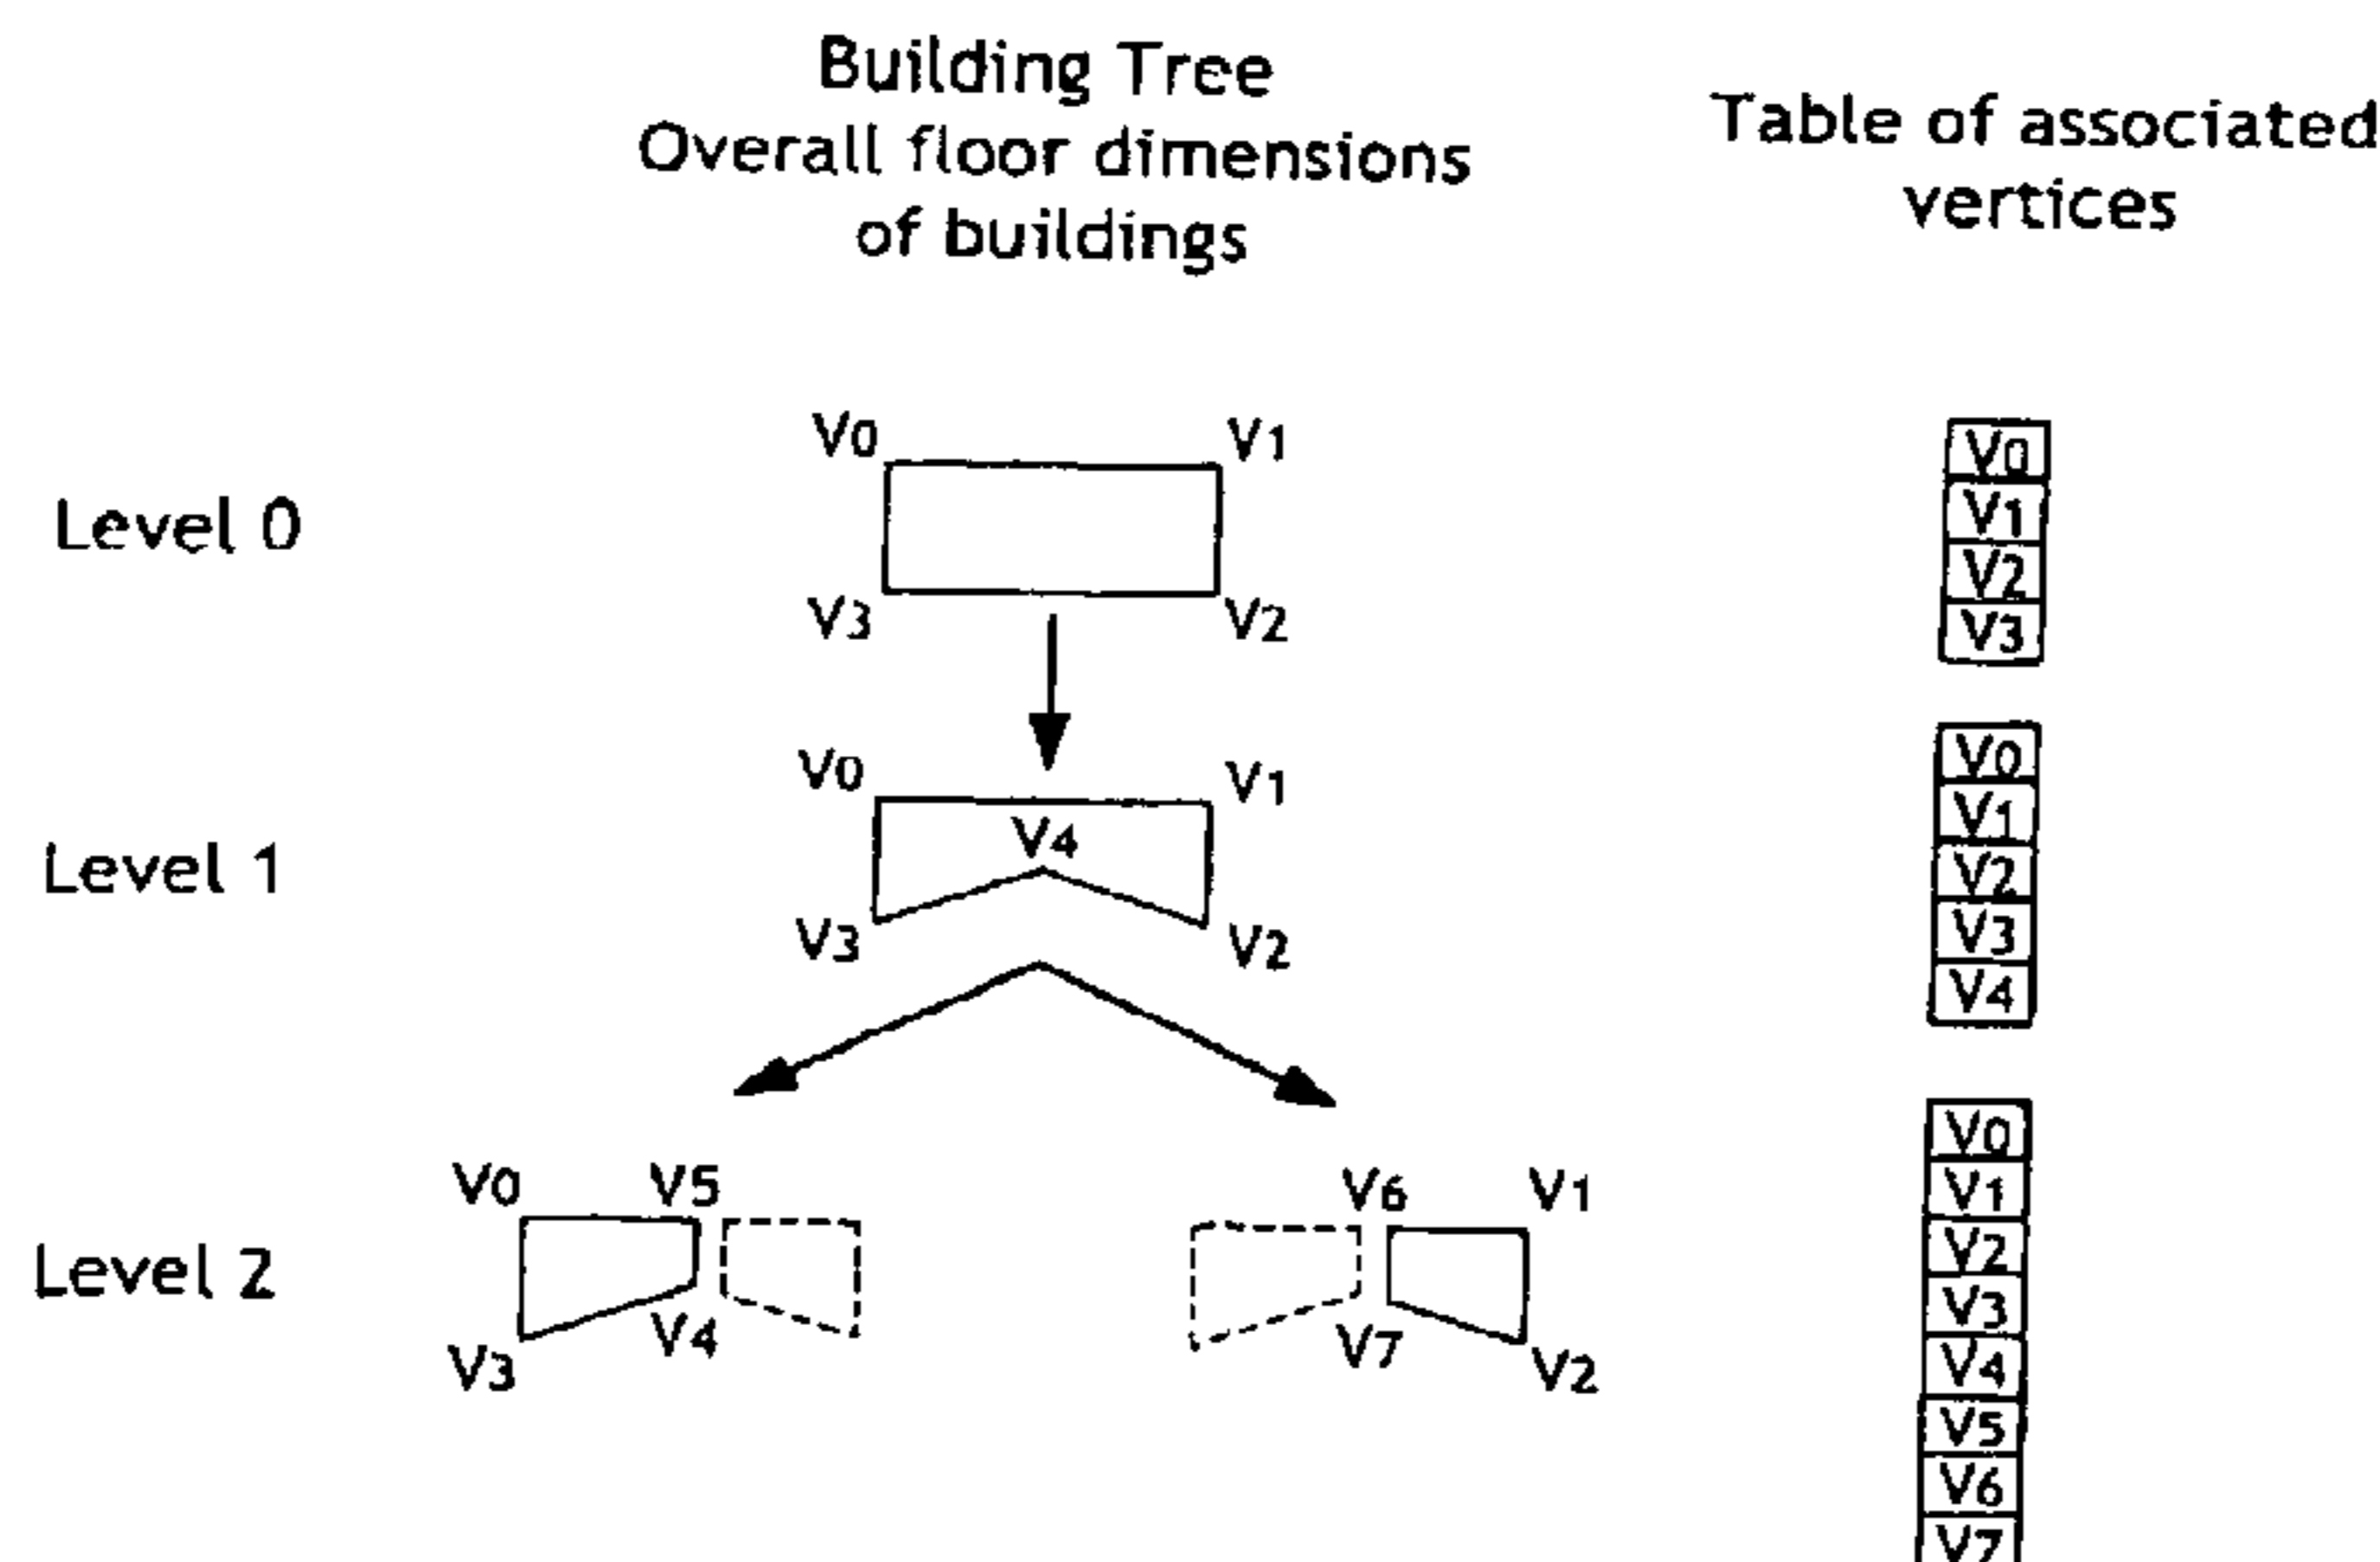 Building Tree
Overall floor dimensions
of buildings
Table of associated
vertices
Level 0
V0
V1
V3
V2
V0
V1
V2
V3
Level 1
V0
V1
V4
V3
V2
V0
V1
V2
V3
V4
Level 2
V0
V5
V6
V1
V3
V4
V7
V2
V0
V1
V2
V3
V4
V5
V6
V7